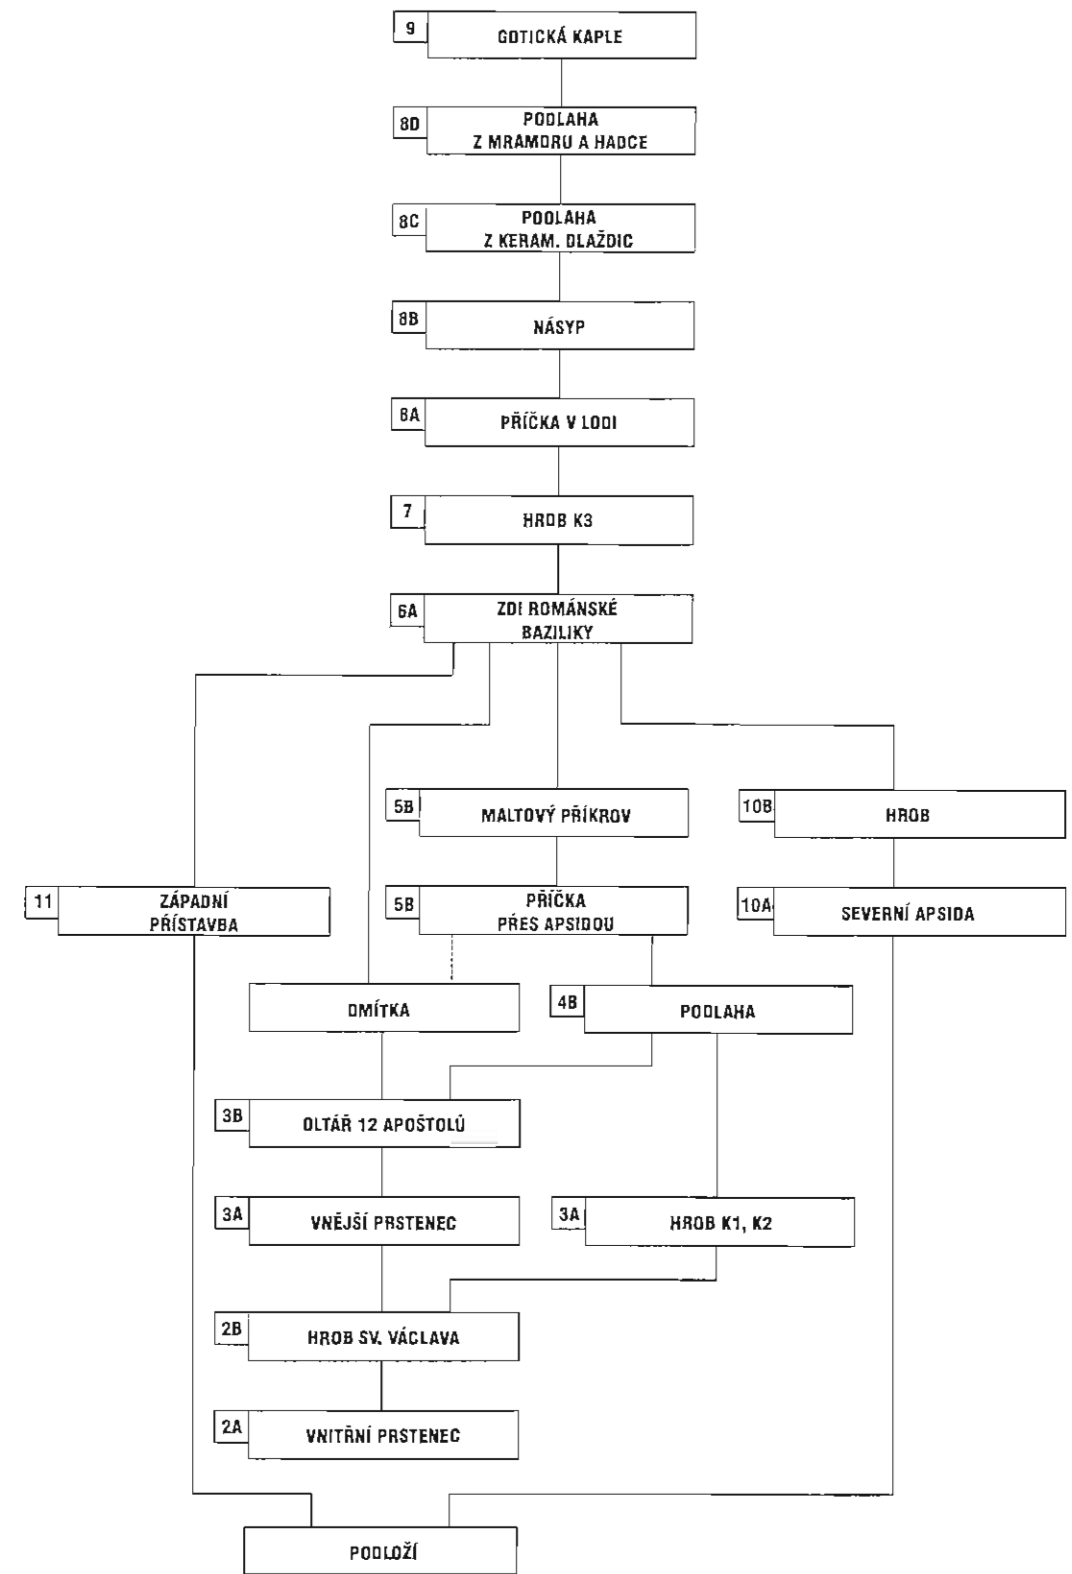 9
GOTICKÁ KAPLE
8D
PODLAHA
Z MRAMORU A HADCE
8C
PODLAHA
Z KERAM. DLAŽDIC
8B
NÁSYP
8A
PŘÍČKA V LODI
7
HROB K3
6A
ZDI ROMÁNSKÉ
BAZILIKY
5B
MALTOVÝ PŘÍKROV
10B
HROB
11
ZÁPADNÍ
PŘÍSTAVBA
5B
PŘÍČKA
PŘES APSIDOU
10A
SEVERNÍ APSIDA
OMÍTKA
4B
PODLAHA
3B
OLTÁŘ 12 APOŠTOLŮ
3A
VNĚJŠÍ PRSTENEC
3A
HROB K1, K2
2B
HROB SV. VÁCLAVA
2A
VNITŘNÍ PRSTENEC
PODLOŽÍ